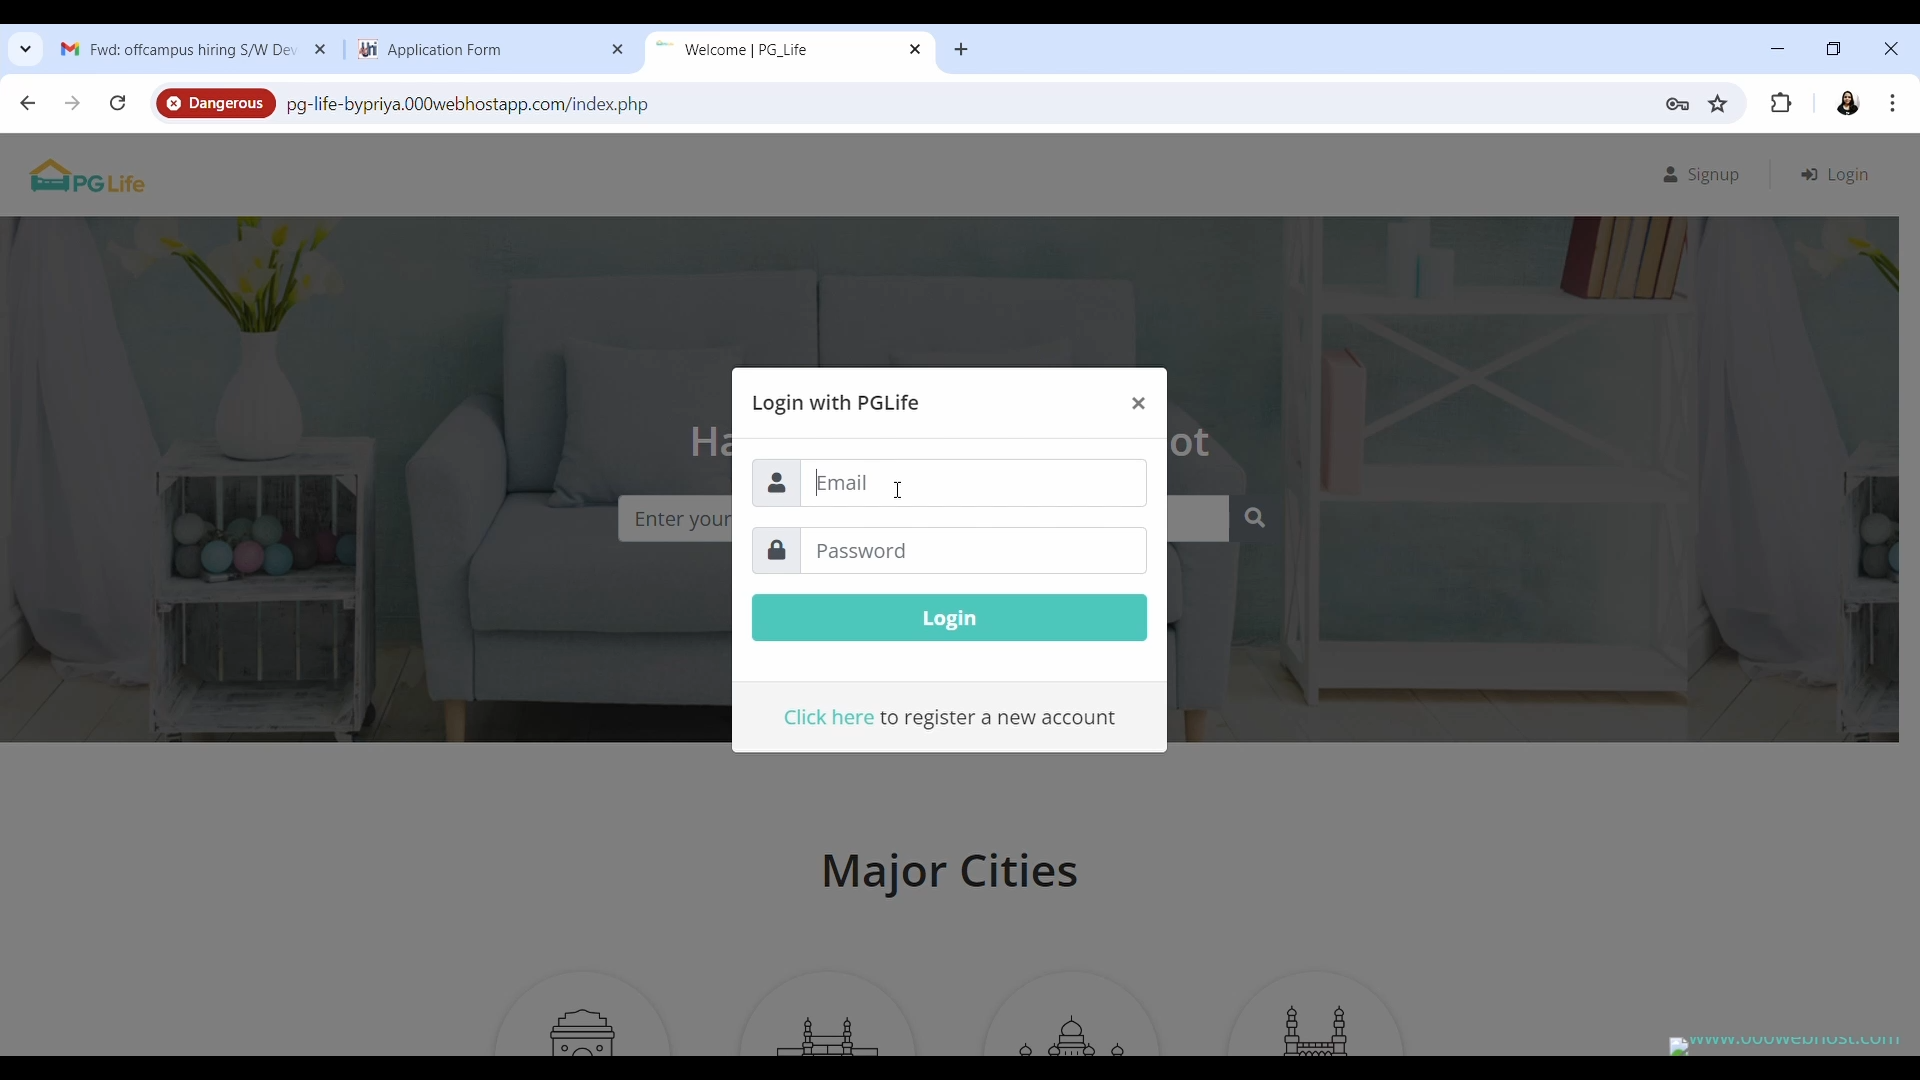 Fwd: offcampus hiring S/W Dev
Application Form
Welcome | PG_Life
Dangerous
pg-life-bypriya.000webhostapp.com/index.php
PG Life
Signup
Login
Ha
ot
Enter your
Login with PGLife
Email
Password
Login
Click here to register a new account
Major Cities
www.000webhost.com